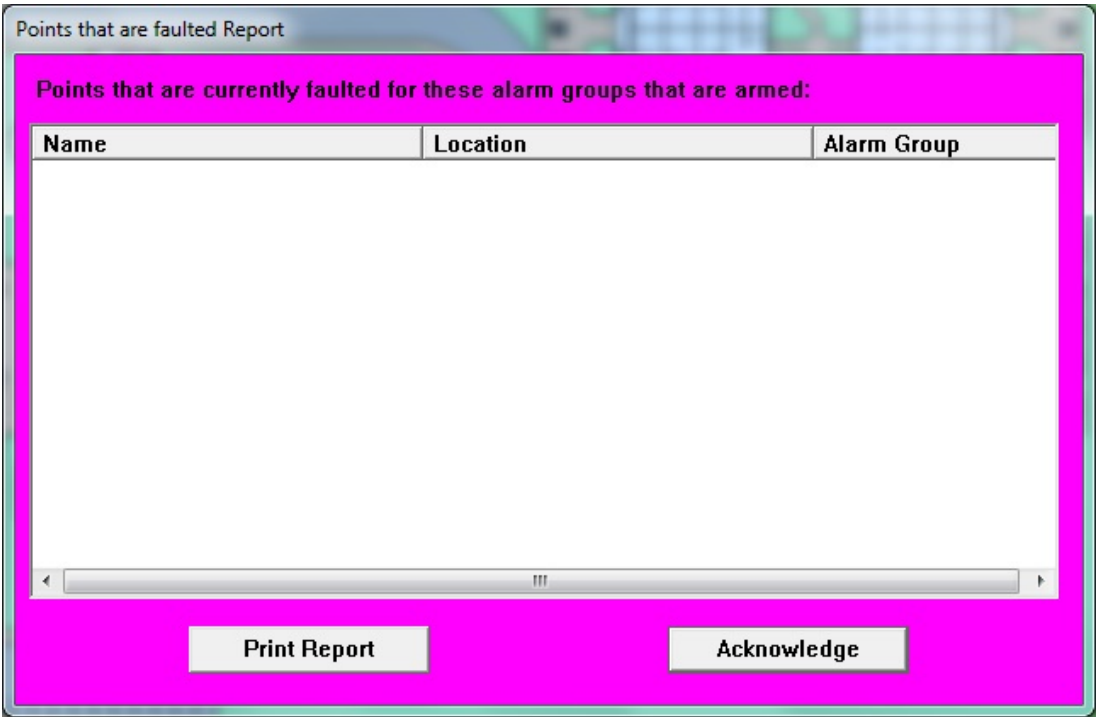 Points that are faulted Report
Points that are currently faulted for these alarm groups that are armed:
Name Location Alarm Group
Print Report Acknowledge